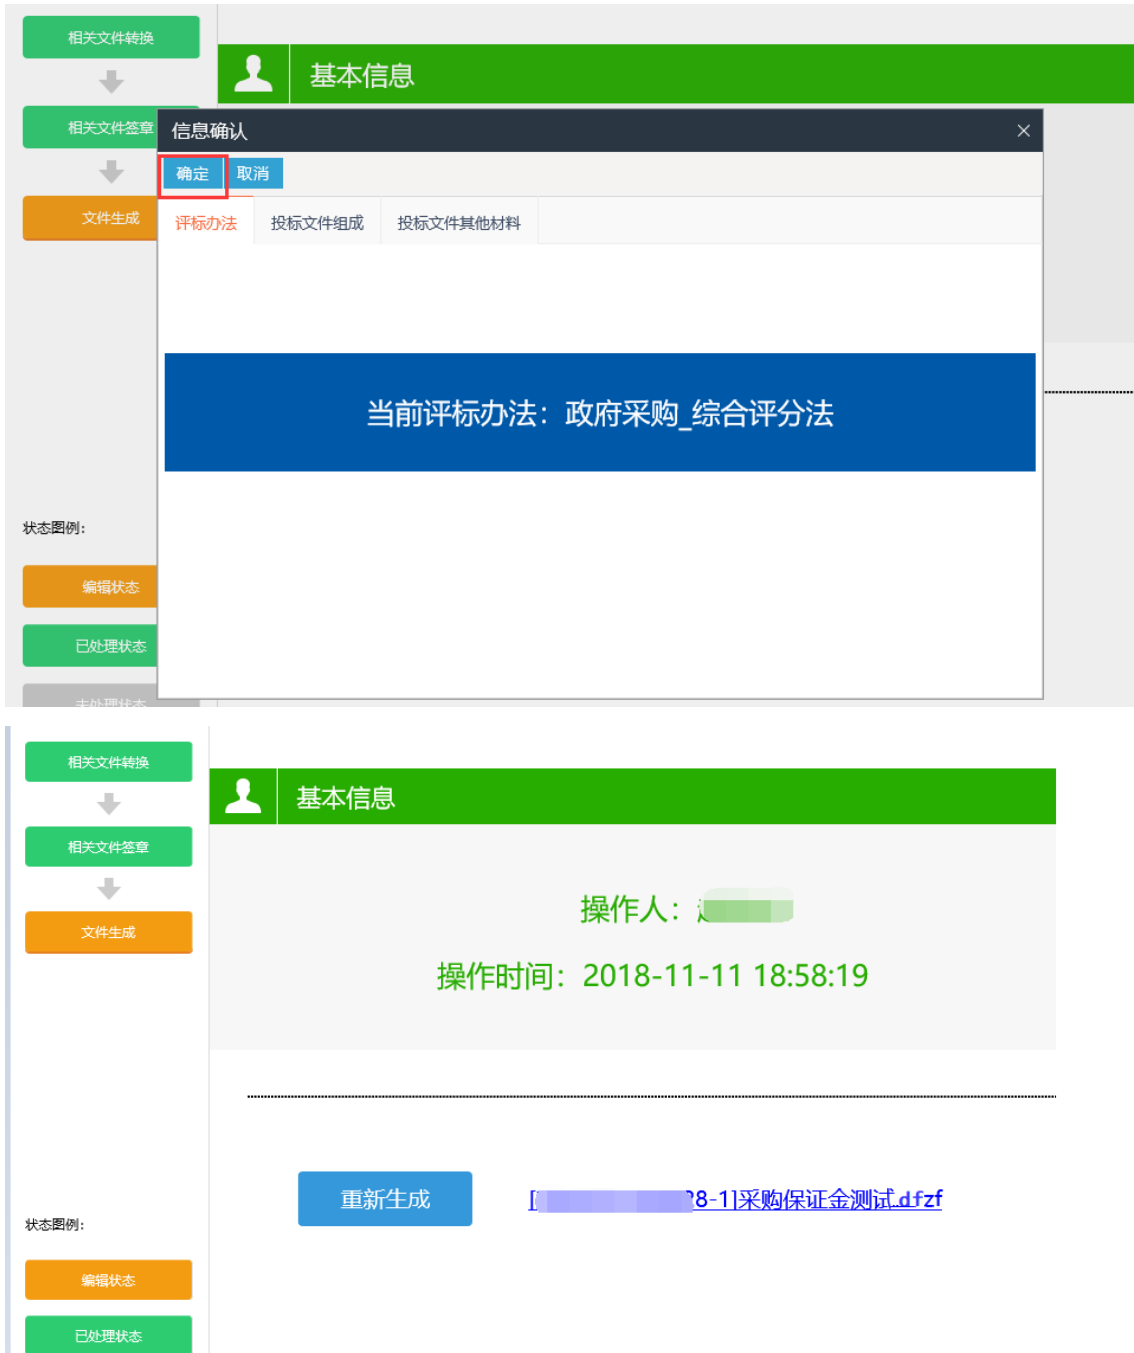 相关文件转换
基本信息
相关文件签章
信息确认
确定 取消
文件生成
评标办法 投标文件组成 投标文件其他材料
当前评标办法：政府采购_综合评分法
状态图例：
编辑状态
已处理状态
未处理状态
相关文件转换
基本信息
相关文件签章
操作人：
文件生成
操作时间：2018-11-11 18:58:19
重新生成
8-1]采购保证金测试.dfzf
状态图例：
编辑状态
已处理状态